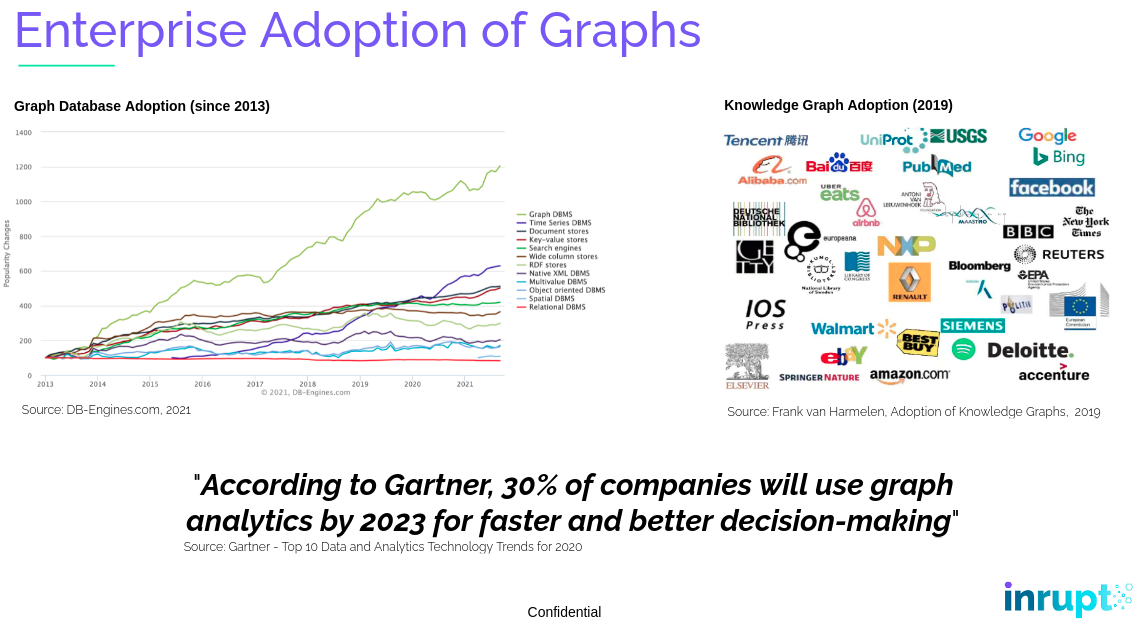 Enterprise Adoption of Graphs
Graph Database Adoption (since 2013)
1400
1200
1000
800
600
400
200
0
Popularity Changes
2013 2014 2015 2016 2017 2018 2019 2020 2021
© 2021, DB-Engines.com
Graph DBMS
Time Series DBMS
Document stores
Key-value stores
Search engines
Wide column stores
RDF stores
Native XML DBMS
Multivalue DBMS
Object oriented DBMS
Spatial DBMS
Relational DBMS
Source: DB-Engines.com, 2021
Knowledge Graph Adoption (2019)
Tencent 腾讯
UniProt
USGS
Google
Bing
Alibaba.com
Baidu 百度
PubMed
facebook
UBER
eats
ANTONI
VAN
LEEUWENHOEK
airbnb
MAASTRO
The
New York
Times
DEUTSCHE
NATIONAL
BIBLIOTHEK
europeana
NXP
BBC
REUTERS
GETTY
National Library
of Sweden
LIBRARY OF
CONGRESS
RENAULT
Bloomberg
EPA
United States
Environmental Protection
Agency
IOS
Press
POLITIE
European
Commission
Walmart
SIEMENS
BEST
BUY
ebay
Deloitte.
ELSEVIER
SPRINGER NATURE
amazon.com
accenture
Source: Frank van Harmelen, Adoption of Knowledge Graphs, 2019
"According to Gartner, 30% of companies will use graph
analytics by 2023 for faster and better decision-making"
Source: Gartner - Top 10 Data and Analytics Technology Trends for 2020
Confidential
inrupt